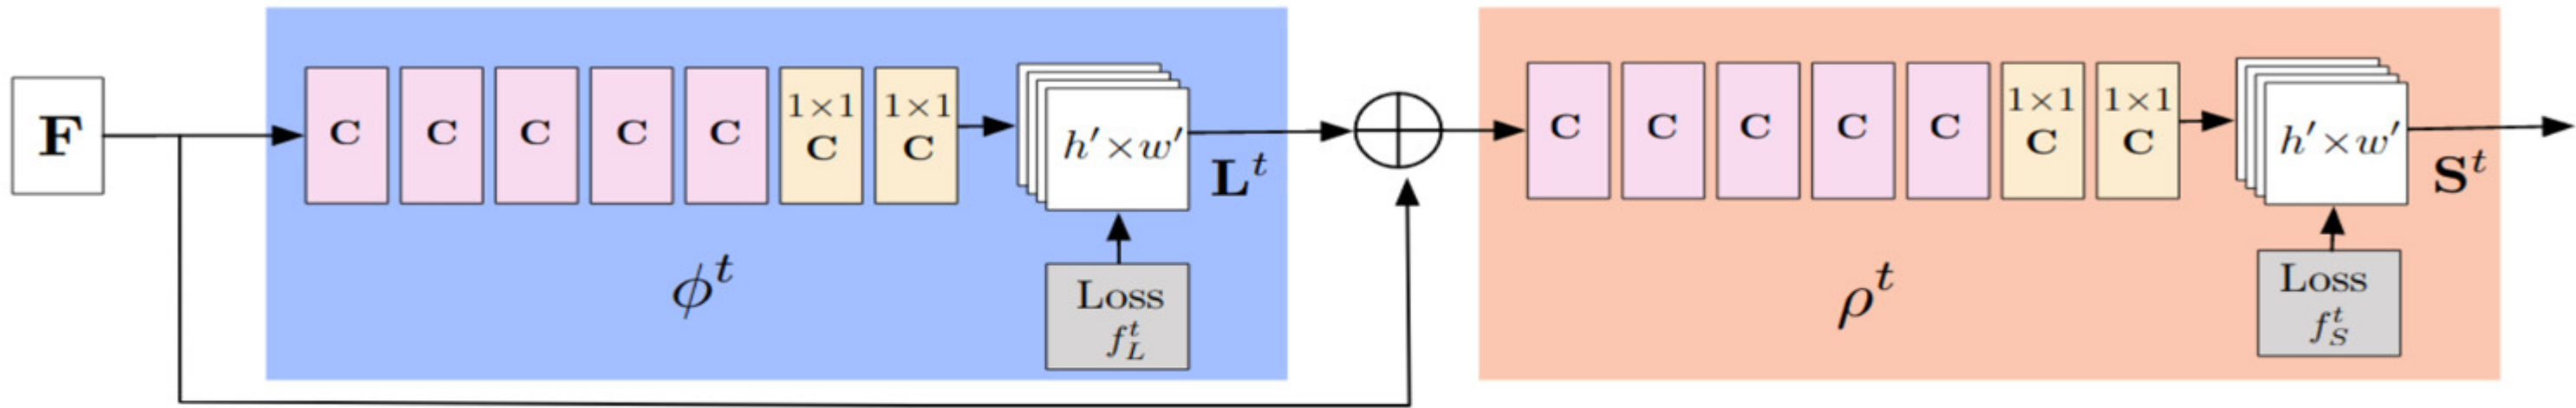 F
C C C C C 1×1 C 1×1 C
h′×w′
L^t
ϕ^t
Loss
f_L^t
C C C C C 1×1 C 1×1 C
h′×w′
S^t
ρ^t
Loss
f_S^t